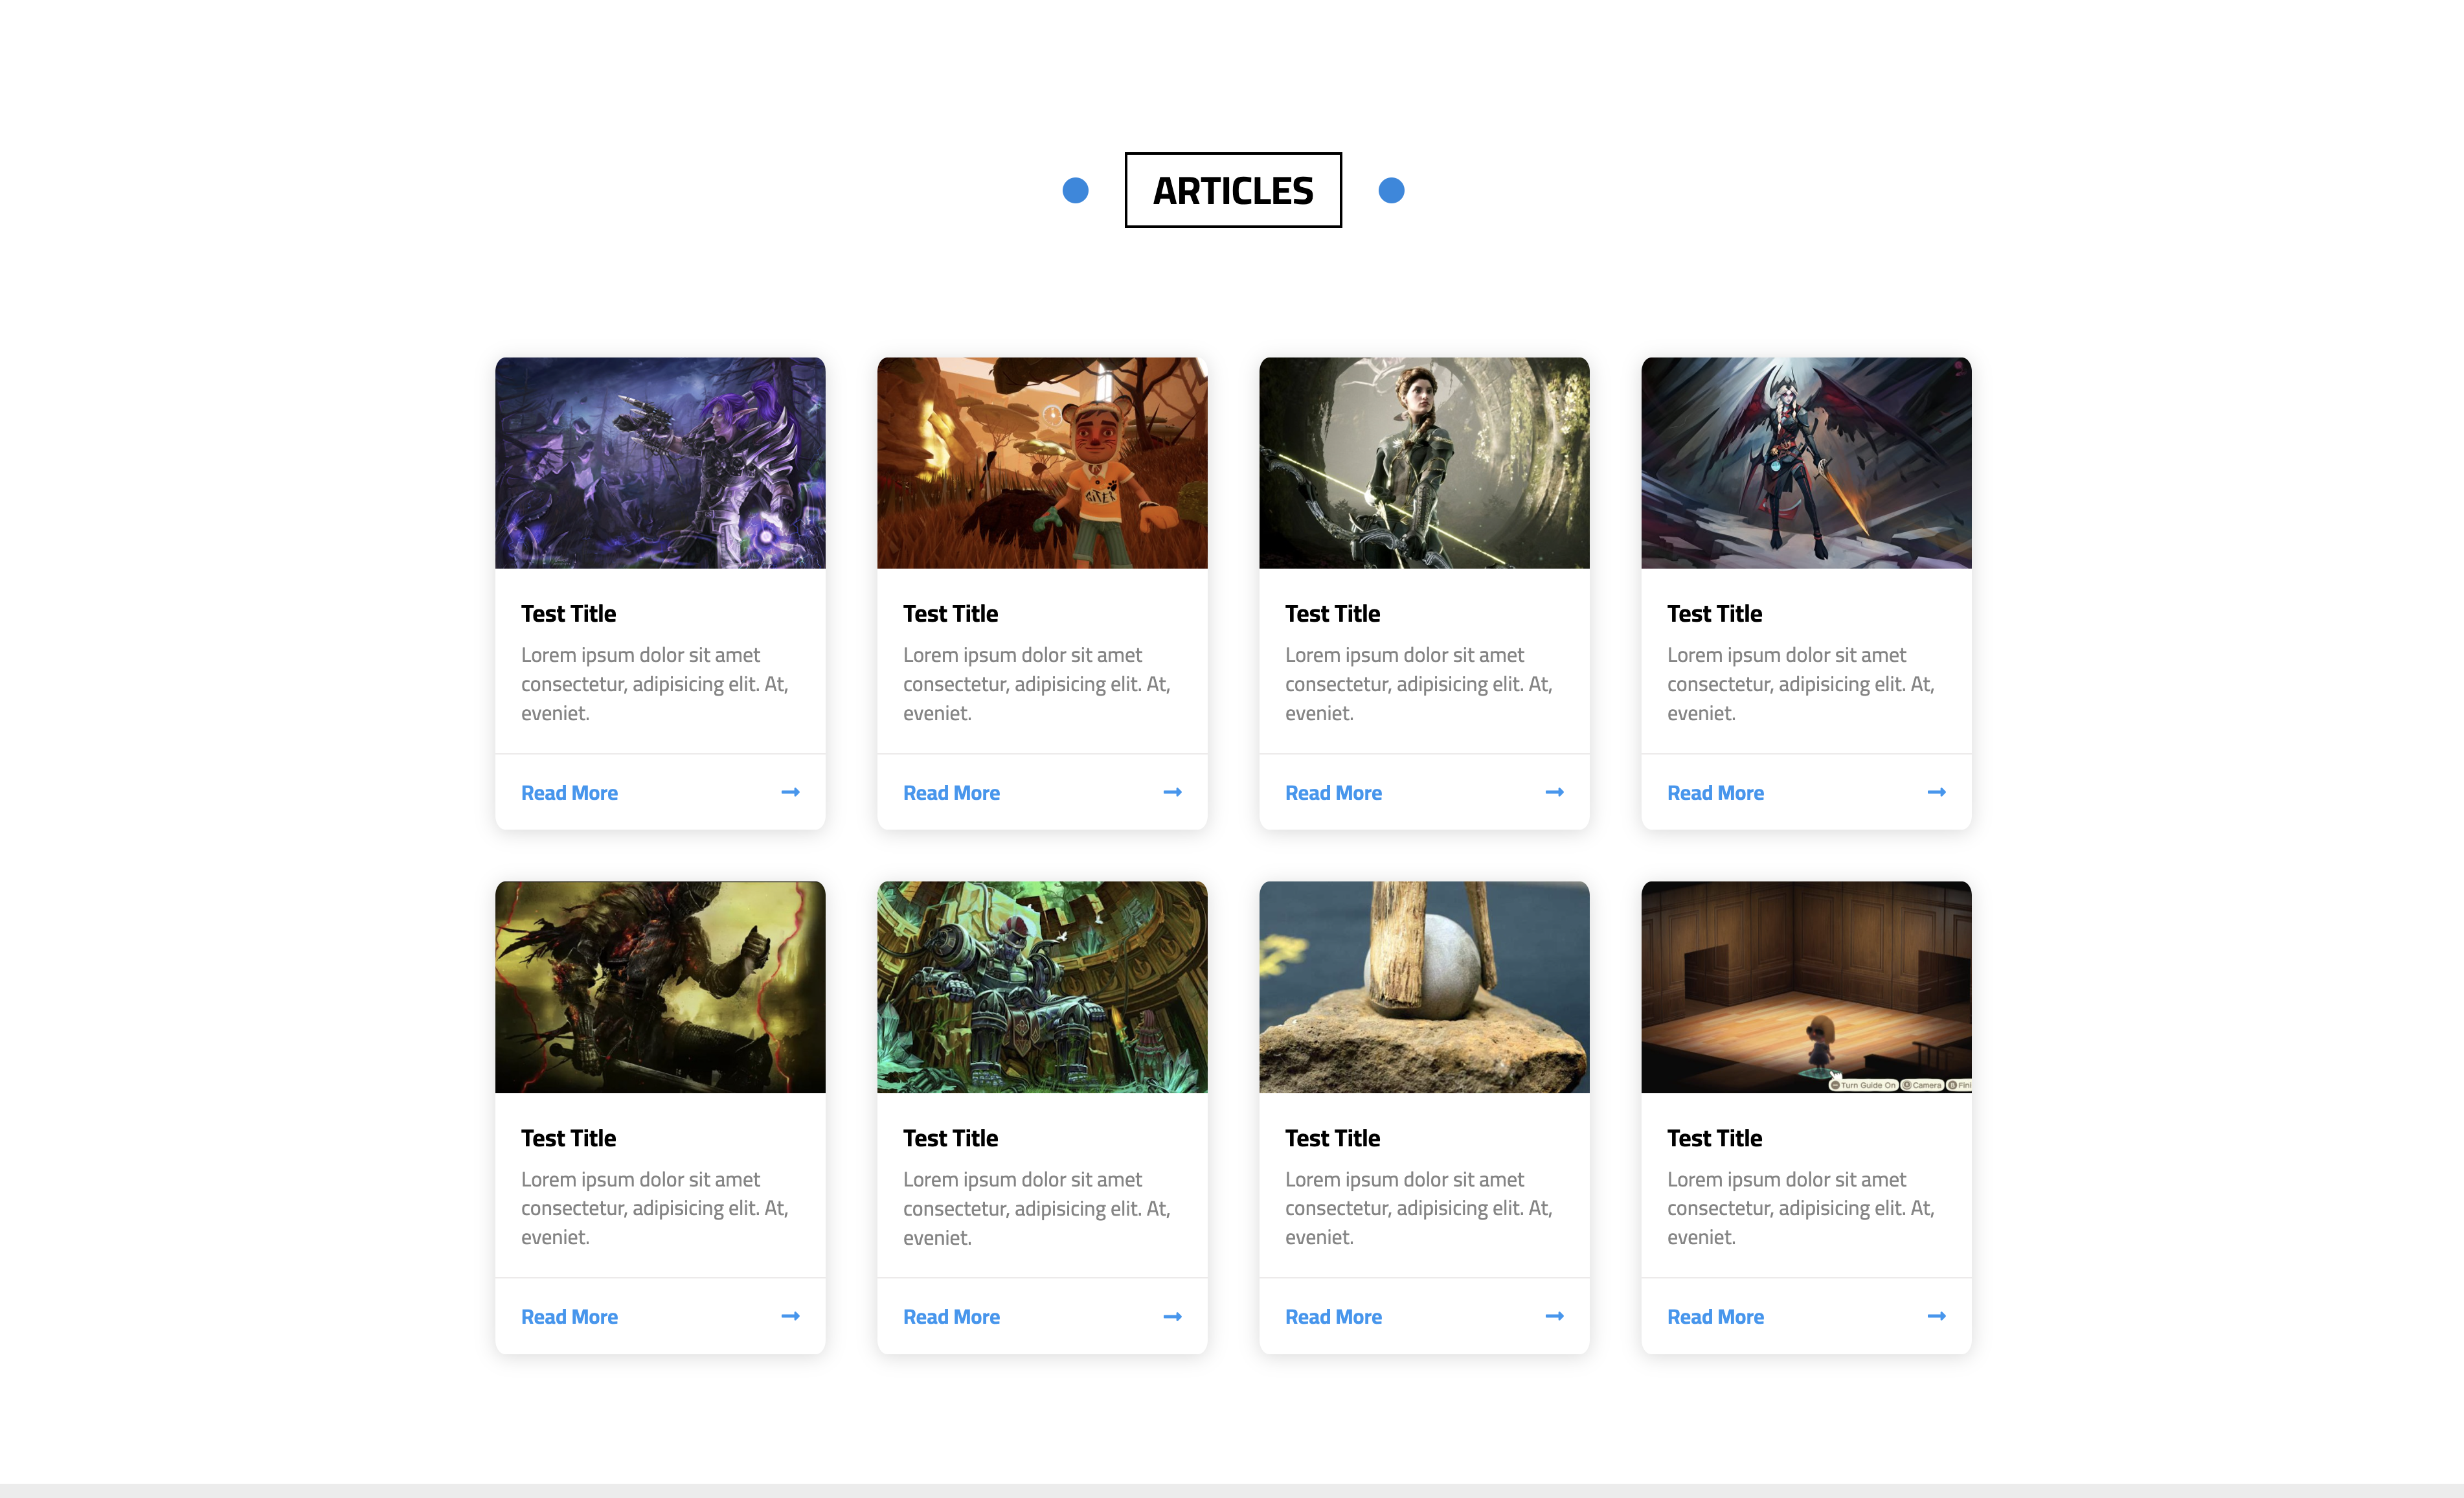 ARTICLES
Test Title
Lorem ipsum dolor sit amet
consectetur, adipisicing elit. At,
eveniet.
Read More
Test Title
Lorem ipsum dolor sit amet
consectetur, adipisicing elit. At,
eveniet.
Read More
Test Title
Lorem ipsum dolor sit amet
consectetur, adipisicing elit. At,
eveniet.
Read More
Test Title
Lorem ipsum dolor sit amet
consectetur, adipisicing elit. At,
eveniet.
Read More
Test Title
Lorem ipsum dolor sit amet
consectetur, adipisicing elit. At,
eveniet.
Read More
Test Title
Lorem ipsum dolor sit amet
consectetur, adipisicing elit. At,
eveniet.
Read More
Test Title
Lorem ipsum dolor sit amet
consectetur, adipisicing elit. At,
eveniet.
Read More
Turn Guide On Camera
Test Title
Lorem ipsum dolor sit amet
consectetur, adipisicing elit. At,
eveniet.
Read More